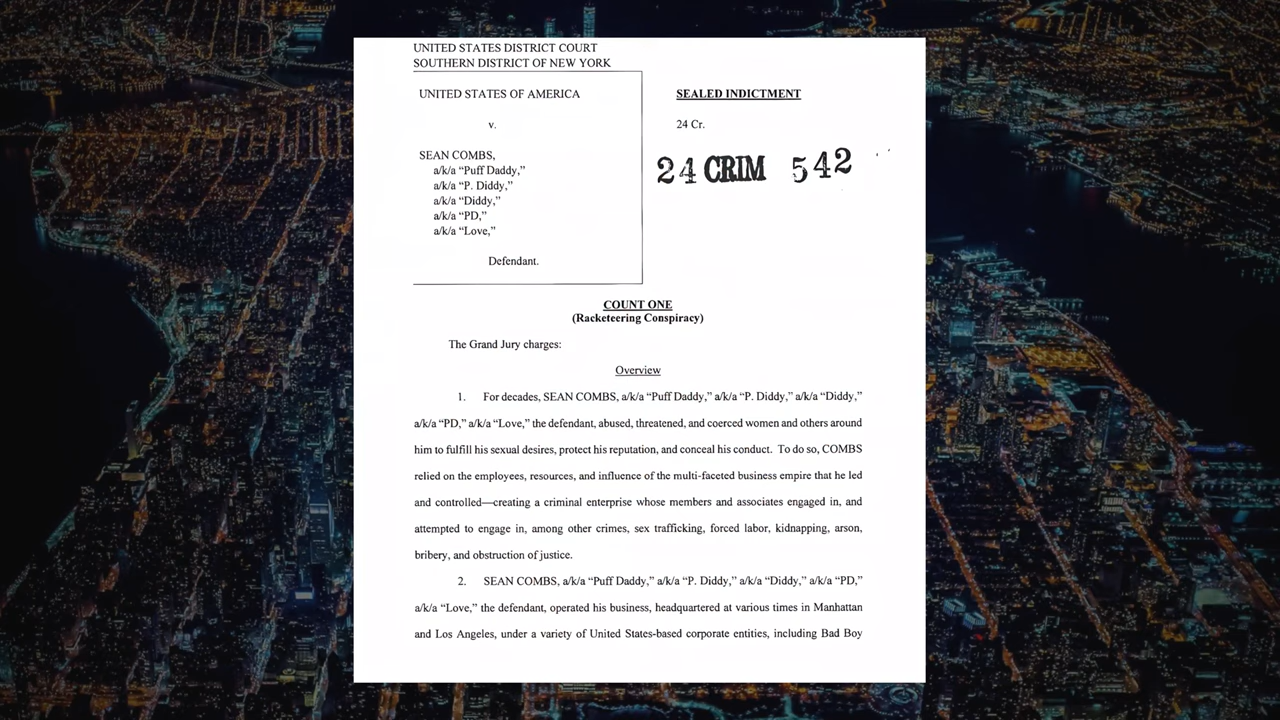 UNITED STATES DISTRICT COURT
SOUTHERN DISTRICT OF NEW YORK
UNITED STATES OF AMERICA
v.
SEAN COMBS,
a/k/a “Puff Daddy,”
a/k/a “P. Diddy,”
a/k/a “Diddy,”
a/k/a “PD,”
a/k/a “Love,”
Defendant.
SEALED INDICTMENT
24 Cr.
24 CRIM 542
COUNT ONE
(Racketeering Conspiracy)
The Grand Jury charges:
Overview
1. For decades, SEAN COMBS, a/k/a “Puff Daddy,” a/k/a “P. Diddy,” a/k/a “Diddy,”
a/k/a “PD,” a/k/a “Love,” the defendant, abused, threatened, and coerced women and others around
him to fulfill his sexual desires, protect his reputation, and conceal his conduct. To do so, COMBS
relied on the employees, resources, and influence of the multi-faceted business empire that he led
and controlled—creating a criminal enterprise whose members and associates engaged in, and
attempted to engage in, among other crimes, sex trafficking, forced labor, kidnapping, arson,
bribery, and obstruction of justice.
2. SEAN COMBS, a/k/a “Puff Daddy,” a/k/a “P. Diddy,” a/k/a “Diddy,” a/k/a “PD,”
a/k/a “Love,” the defendant, operated his business, headquartered at various times in Manhattan
and Los Angeles, under a variety of United States-based corporate entities, including Bad Boy